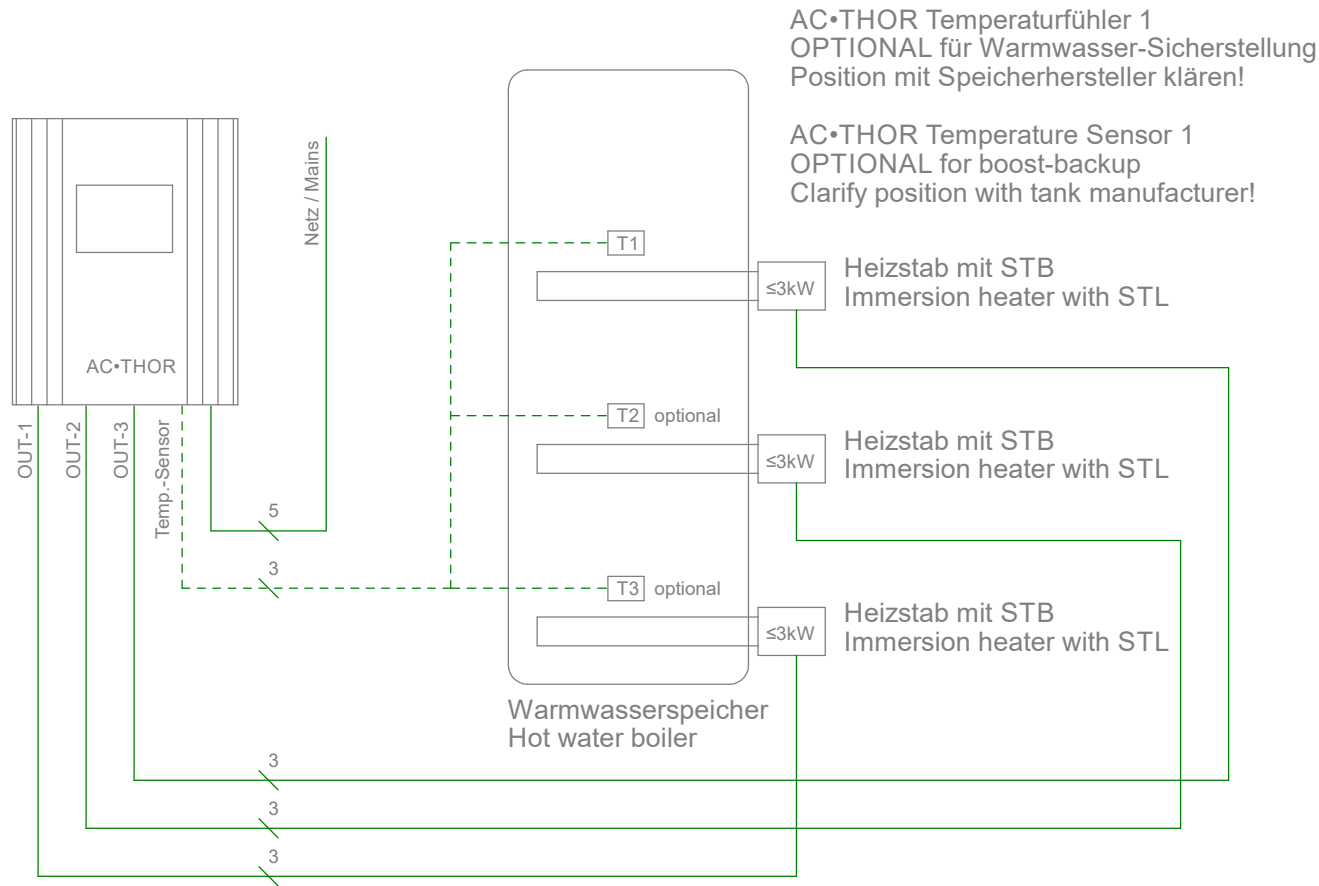 AC•THOR Temperaturfühler 1
OPTIONAL für Warmwasser-Sicherstellung
Position mit Speicherhersteller klären!
AC•THOR Temperature Sensor 1
OPTIONAL for boost-backup
Clarify position with tank manufacturer!
Netz / Mains
T1
≤3kW
Heizstab mit STB
Immersion heater with STL
AC•THOR
OUT-1
OUT-2
OUT-3
Temp.-Sensor
T2 optional
≤3kW
Heizstab mit STB
Immersion heater with STL
5
3
T3 optional
≤3kW
Heizstab mit STB
Immersion heater with STL
Warmwasserspeicher
Hot water boiler
3
3
3